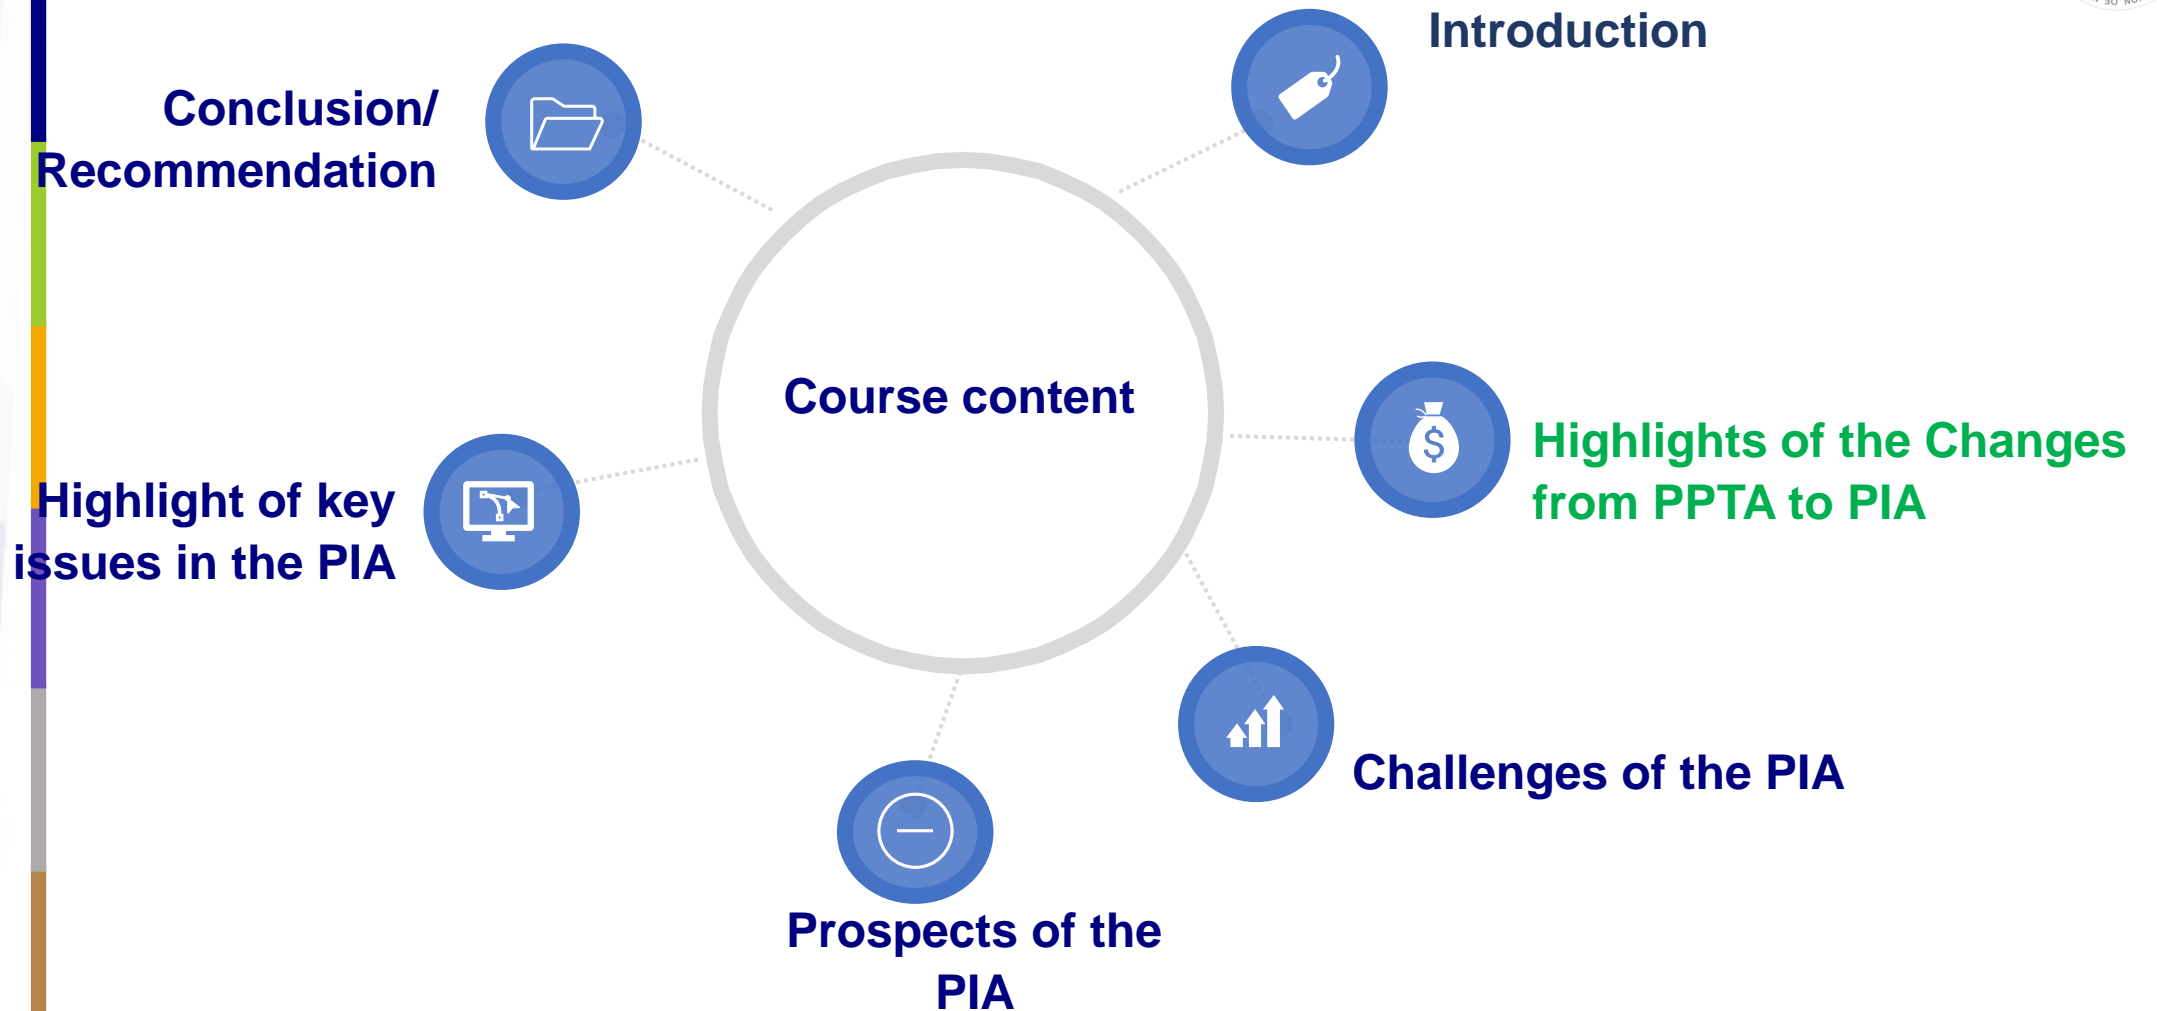 Introduction
Conclusion/
Recommendation
Course content
Highlights of the Changes
from PPTA to PIA
Highlight of key
issues in the PIA
Challenges of the PIA
Prospects of the
PIA